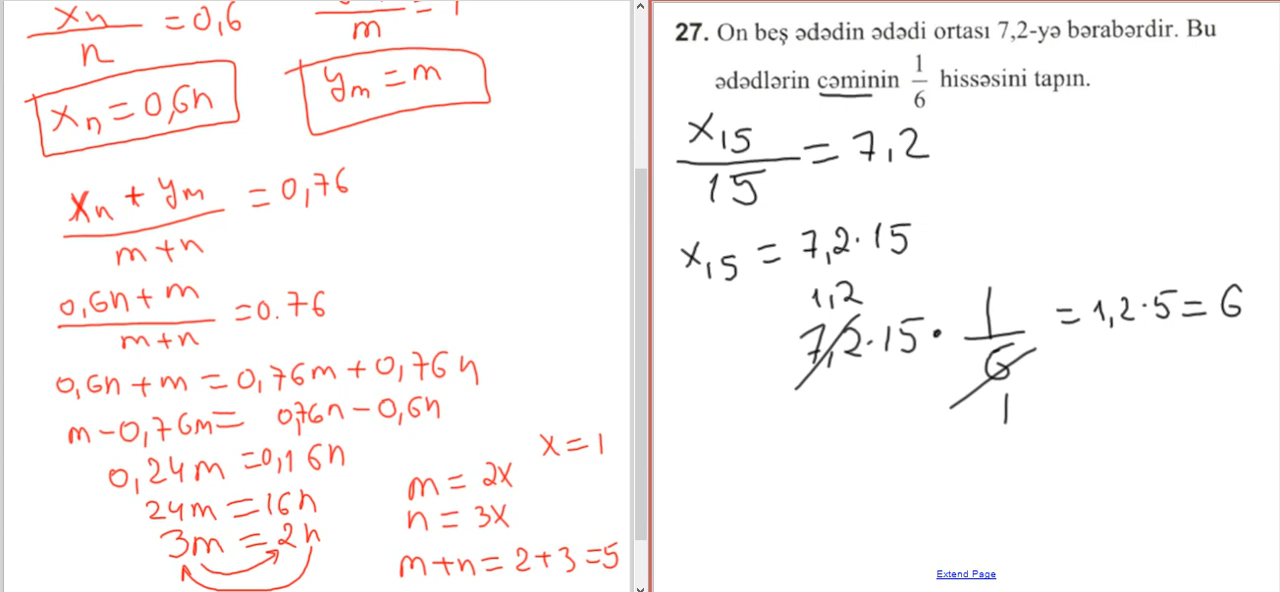 xn/n = 0,6
m
xn = 0,6n
ym = m
xn + ym / m+n = 0,76
0,6n+m / m+n = 0.76
0,6n+m = 0,76m+0,76n
m-0,76m = 0,76n-0,6n
0,24m = 0,16n
24m = 16n
3m = 2n
x = 1
m = 2x
n = 3x
m+n = 2+3 = 5
27. On beş ədədin ədədi ortası 7,2-yə bərabərdir. Bu
ədədlərin cəminin 1/6 hissəsini tapın.
x15/15 = 7,2
x15 = 7,2·15
1,2
7,2·15·1/6 = 1,2·5 = 6
1
Extend Page